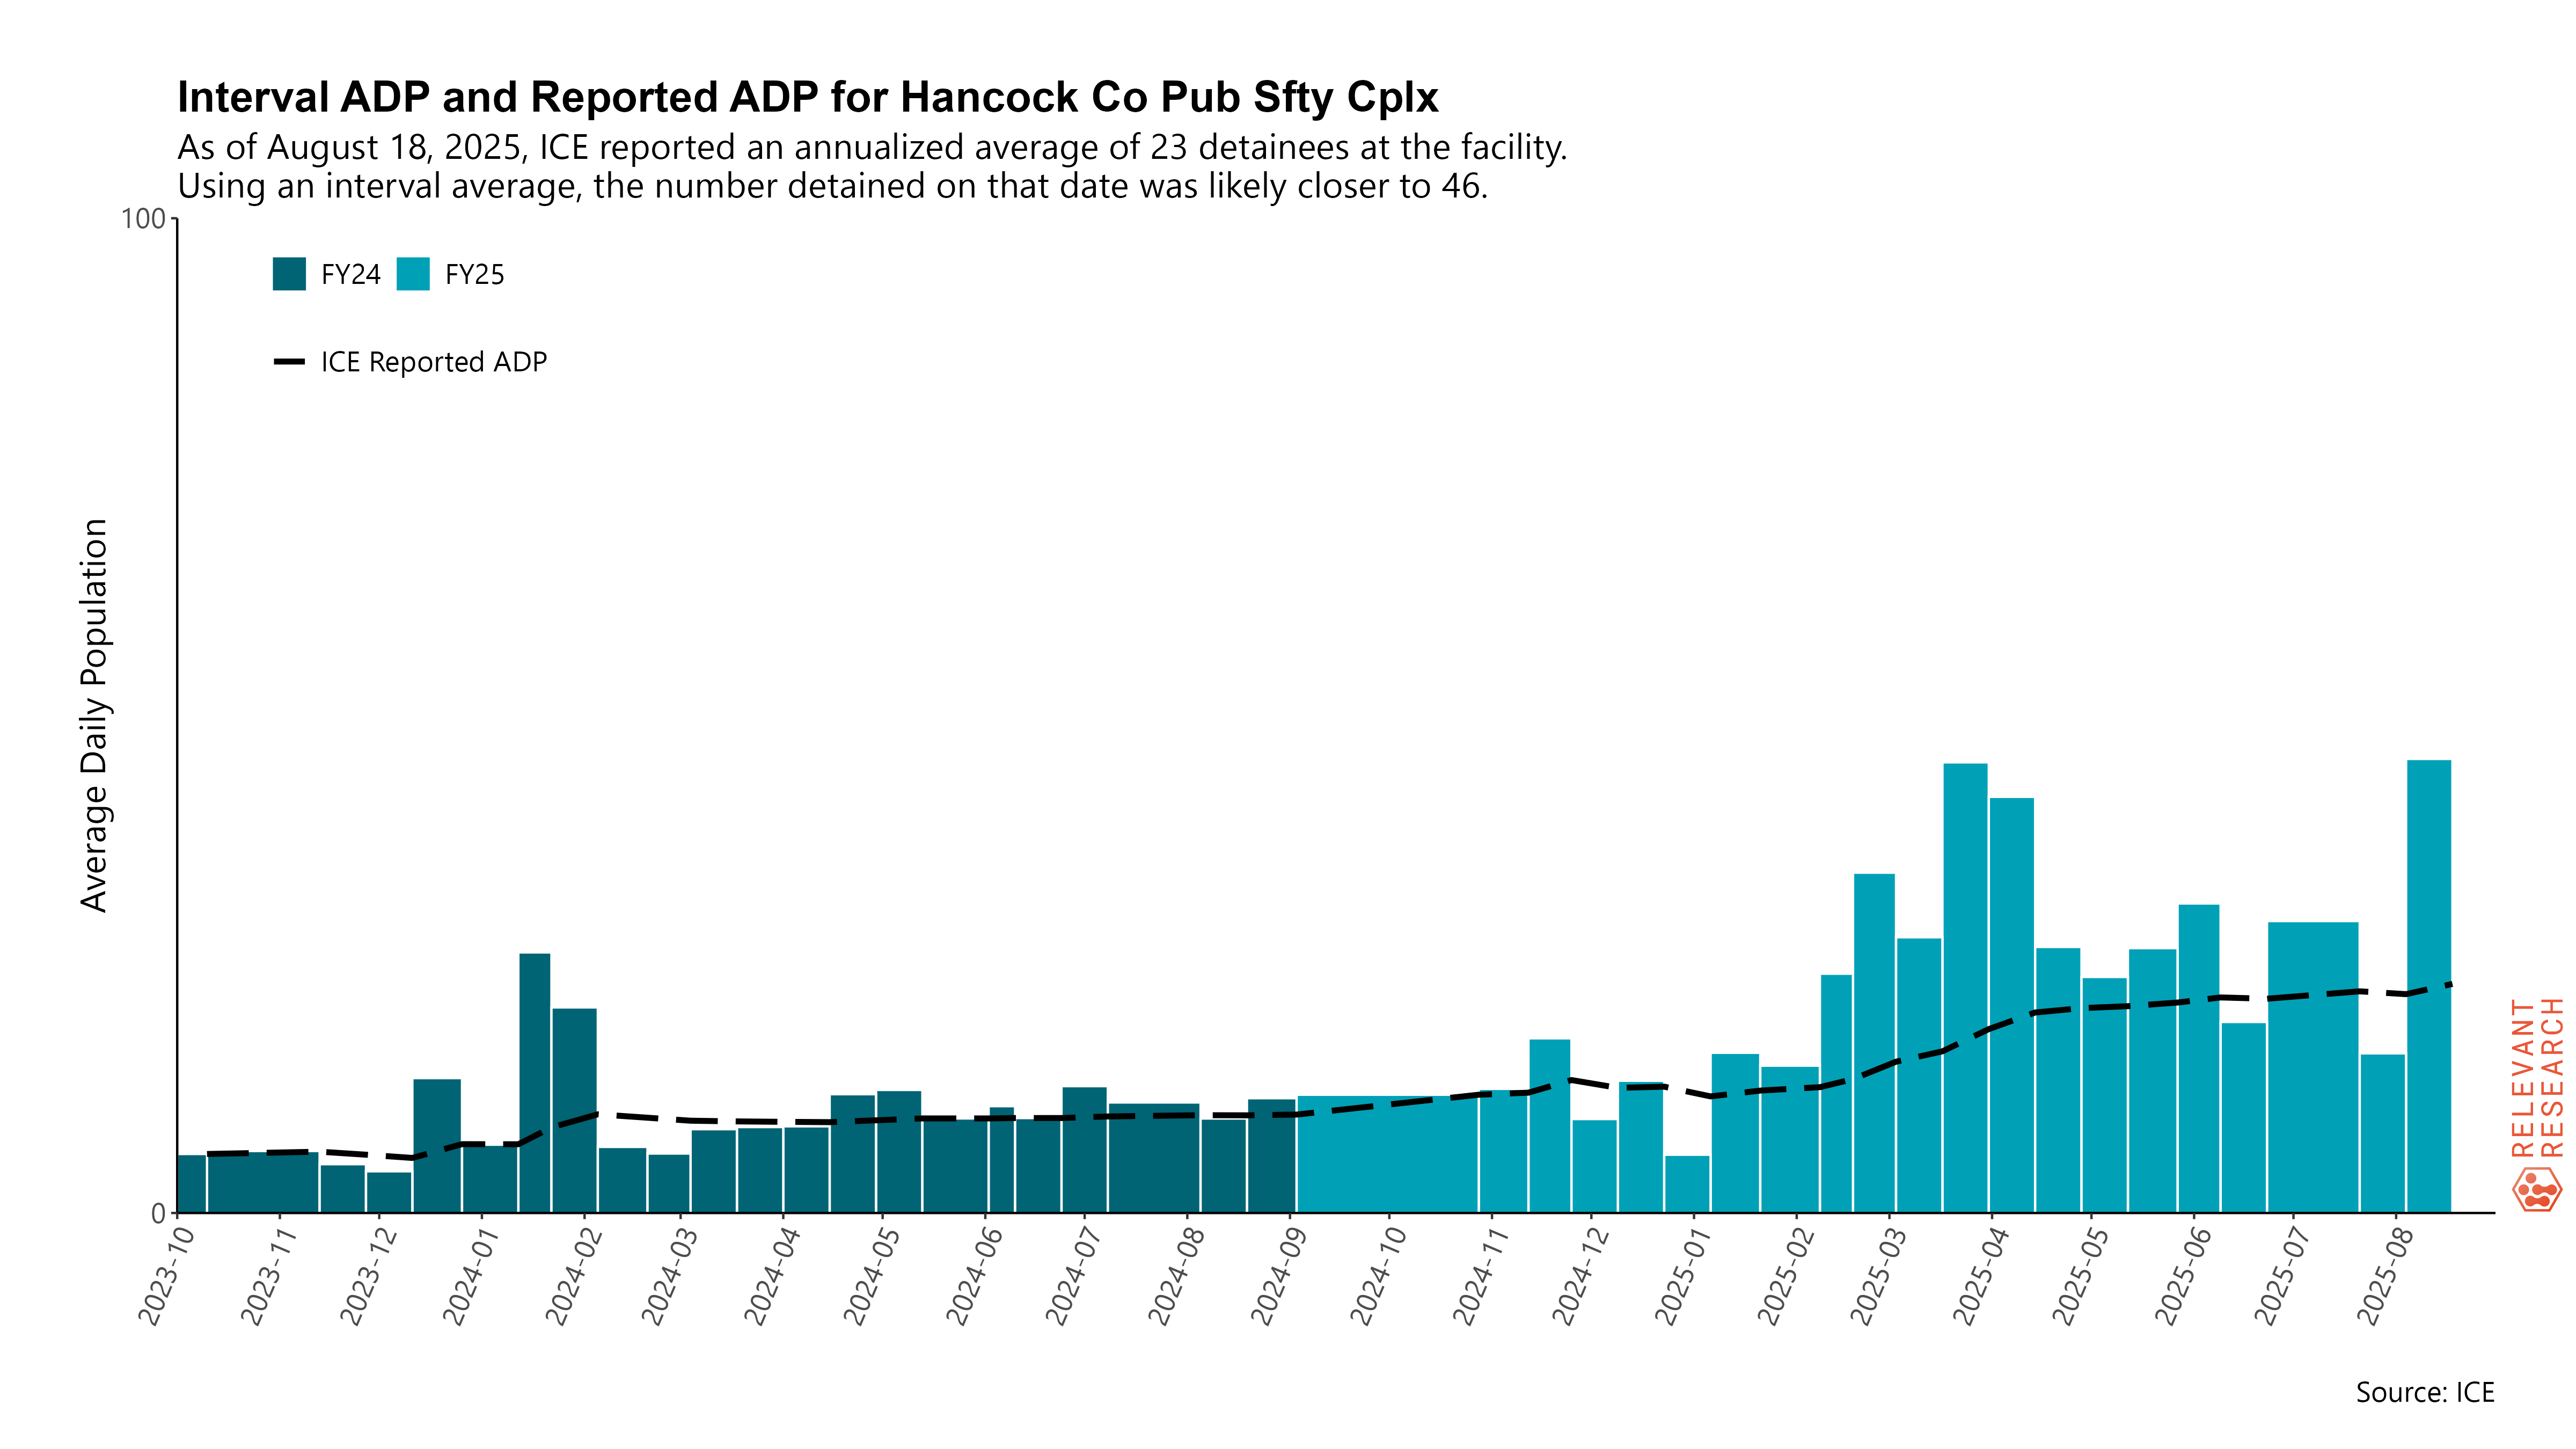 Interval ADP and Reported ADP for Hancock Co Pub Sfty Cplx
As of August 18, 2025, ICE reported an annualized average of 23 detainees at the facility.
Using an interval average, the number detained on that date was likely closer to 46.
100
FY24
FY25
ICE Reported ADP
Average Daily Population
0
2023-10
2023-11
2023-12
2024-01
2024-02
2024-03
2024-04
2024-05
2024-06
2024-07
2024-08
2024-09
2024-10
2024-11
2024-12
2025-01
2025-02
2025-03
2025-04
2025-05
2025-06
2025-07
2025-08
RELEVANT
RESEARCH
Source: ICE